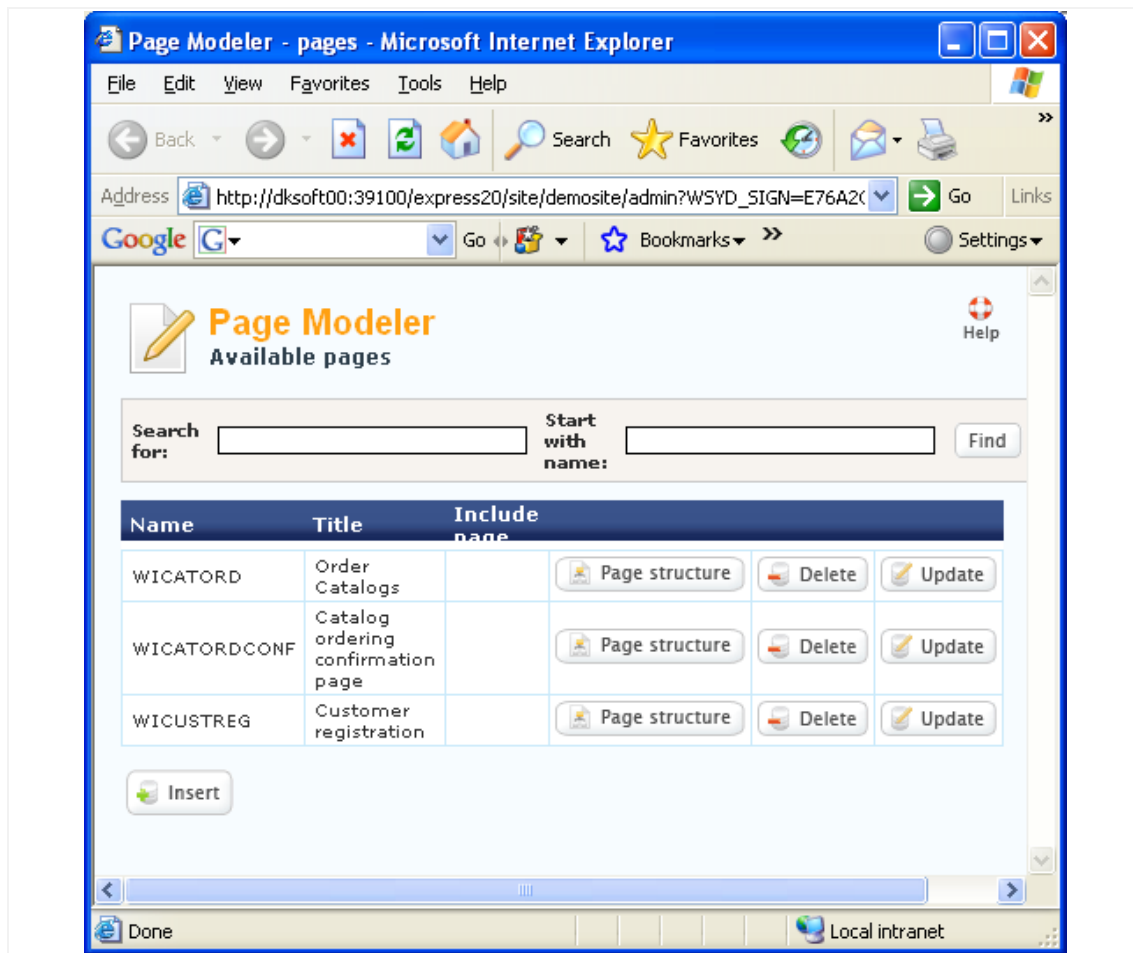 Page Modeler - pages - Microsoft Internet Explorer
File Edit View Favorites Tools Help
Back Search Favorites »
Address http://dksoft00:39100/express20/site/demosite/admin?WSYD_SIGN=E76A2( Go Links
Google G Go Bookmarks » Settings
Page Modeler
Available pages
Help
Search for:
Start with name:
Find
Name Title Include page
WICATORD Order Catalogs Page structure Delete Update
WICATORDCONF Catalog ordering confirmation page Page structure Delete Update
WICUSTREG Customer registration Page structure Delete Update
Insert
Done Local intranet